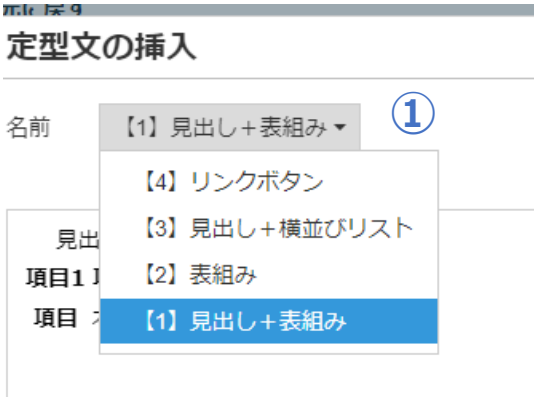 定型文の挿入
名前 【1】見出し＋表組み ①
【4】リンクボタン
【3】見出し＋横並びリスト
見出
【2】表組み
項目1
【1】見出し＋表組み
項目